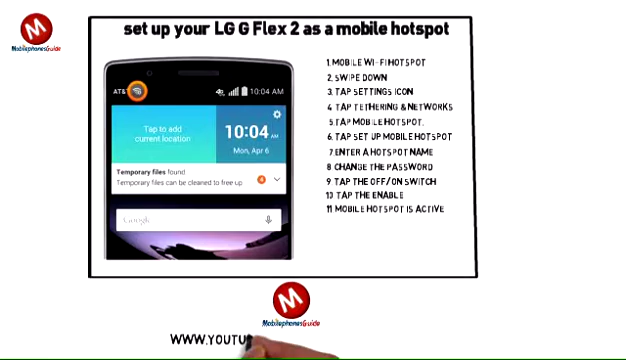 set up your LG G Flex 2 as a mobile hotspot
MobilephonesGuide
AT&T 4G 10:04 AM
Tap to add
current location
10:04 AM
Mon, Apr 6
Temporary files found
Temporary files can be cleaned to free up 4
Google
1. MOBILE WI-FI HOTSPOT
2. SWIPE DOWN
3. TAP SETTINGS ICON
4 TAP TETHERING & NETWORKS
5. TAP MOBILE HOTSPOT.
6. TAP SET UP MOBILE HOTSPOT
7 ENTER A HOTSPOT NAME
8 CHANGE THE PASSWORD
9 TAP THE OFF/ON SWITCH
10 TAP THE ENABLE
11 MOBILE HOTSPOT IS ACTIVE
M
MobilephonesGuide
WWW.YOUTU